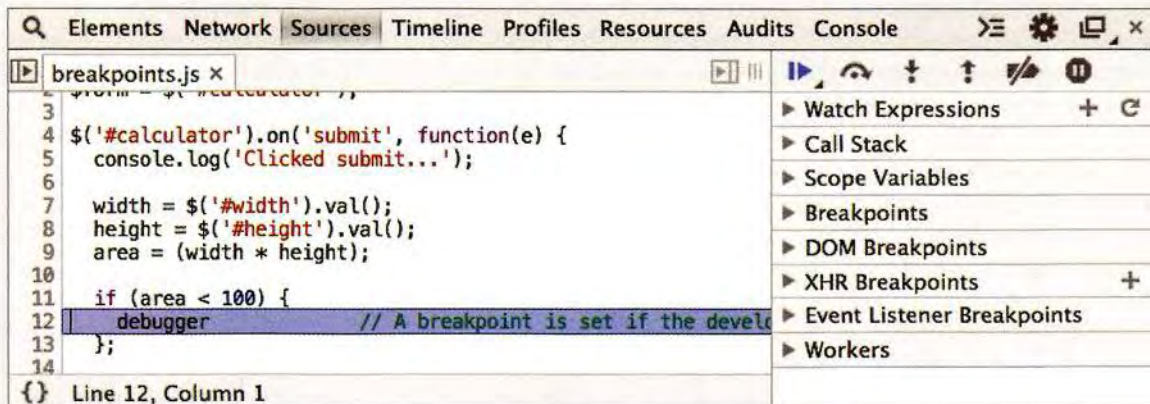 Elements Network Sources Timeline Profiles Resources Audits Console
breakpoints.js ×
2 $form = $('#calculator');
3
4 $('#calculator').on('submit', function(e) {
5 console.log('Clicked submit...');
6
7 width = $('#width').val();
8 height = $('#height').val();
9 area = (width * height);
10
11 if (area < 100) {
12 debugger // A breakpoint is set if the develo
13 };
14
{} Line 12, Column 1
Watch Expressions
Call Stack
Scope Variables
Breakpoints
DOM Breakpoints
XHR Breakpoints
Event Listener Breakpoints
Workers